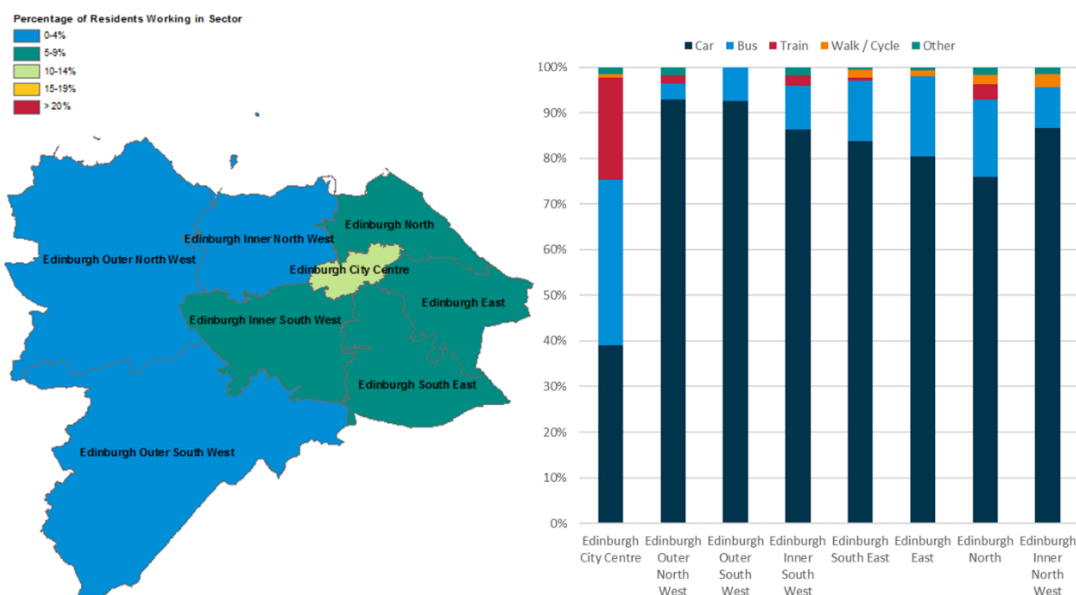 Percentage of Residents Working in Sector
0-4%
5-9%
10-14%
15-19%
> 20%
Edinburgh North
Edinburgh Inner North West
Edinburgh Outer North West
Edinburgh City Centre
Edinburgh East
Edinburgh Inner South West
Edinburgh South East
Edinburgh Outer South West
Car Bus Train Walk / Cycle Other
100%
90%
80%
70%
60%
50%
40%
30%
20%
10%
0%
Edinburgh
City Centre
Edinburgh
Outer
North
West
Edinburgh
Outer
South
West
Edinburgh
Inner
South
West
Edinburgh
South East
Edinburgh
East
Edinburgh
North
Edinburgh
Inner
North
West